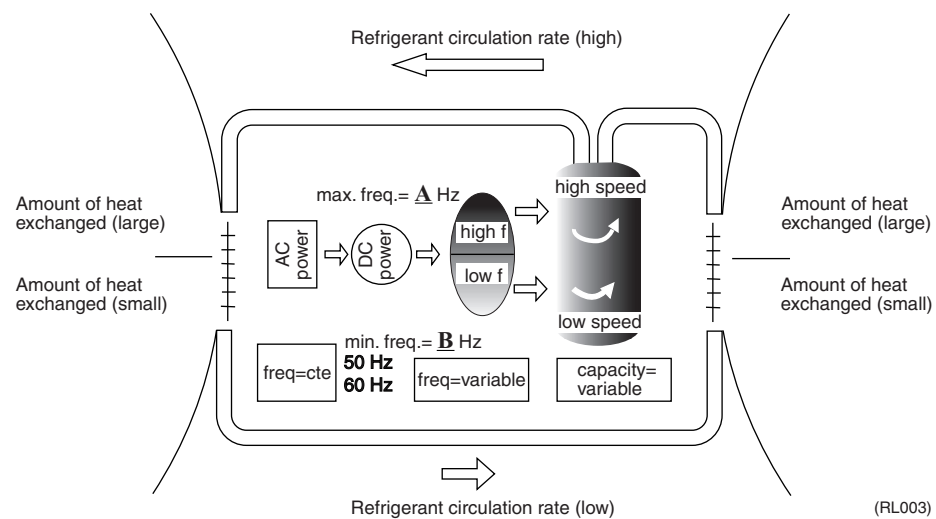 Refrigerant circulation rate (high)
Amount of heat
exchanged (large)
Amount of heat
exchanged (small)
max. freq.= A Hz
AC
power
DC
power
high f
low f
high speed
low speed
min. freq.= B Hz
freq=cte
50 Hz
60 Hz
freq=variable
capacity=
variable
Amount of heat
exchanged (large)
Amount of heat
exchanged (small)
Refrigerant circulation rate (low)
(RL003)